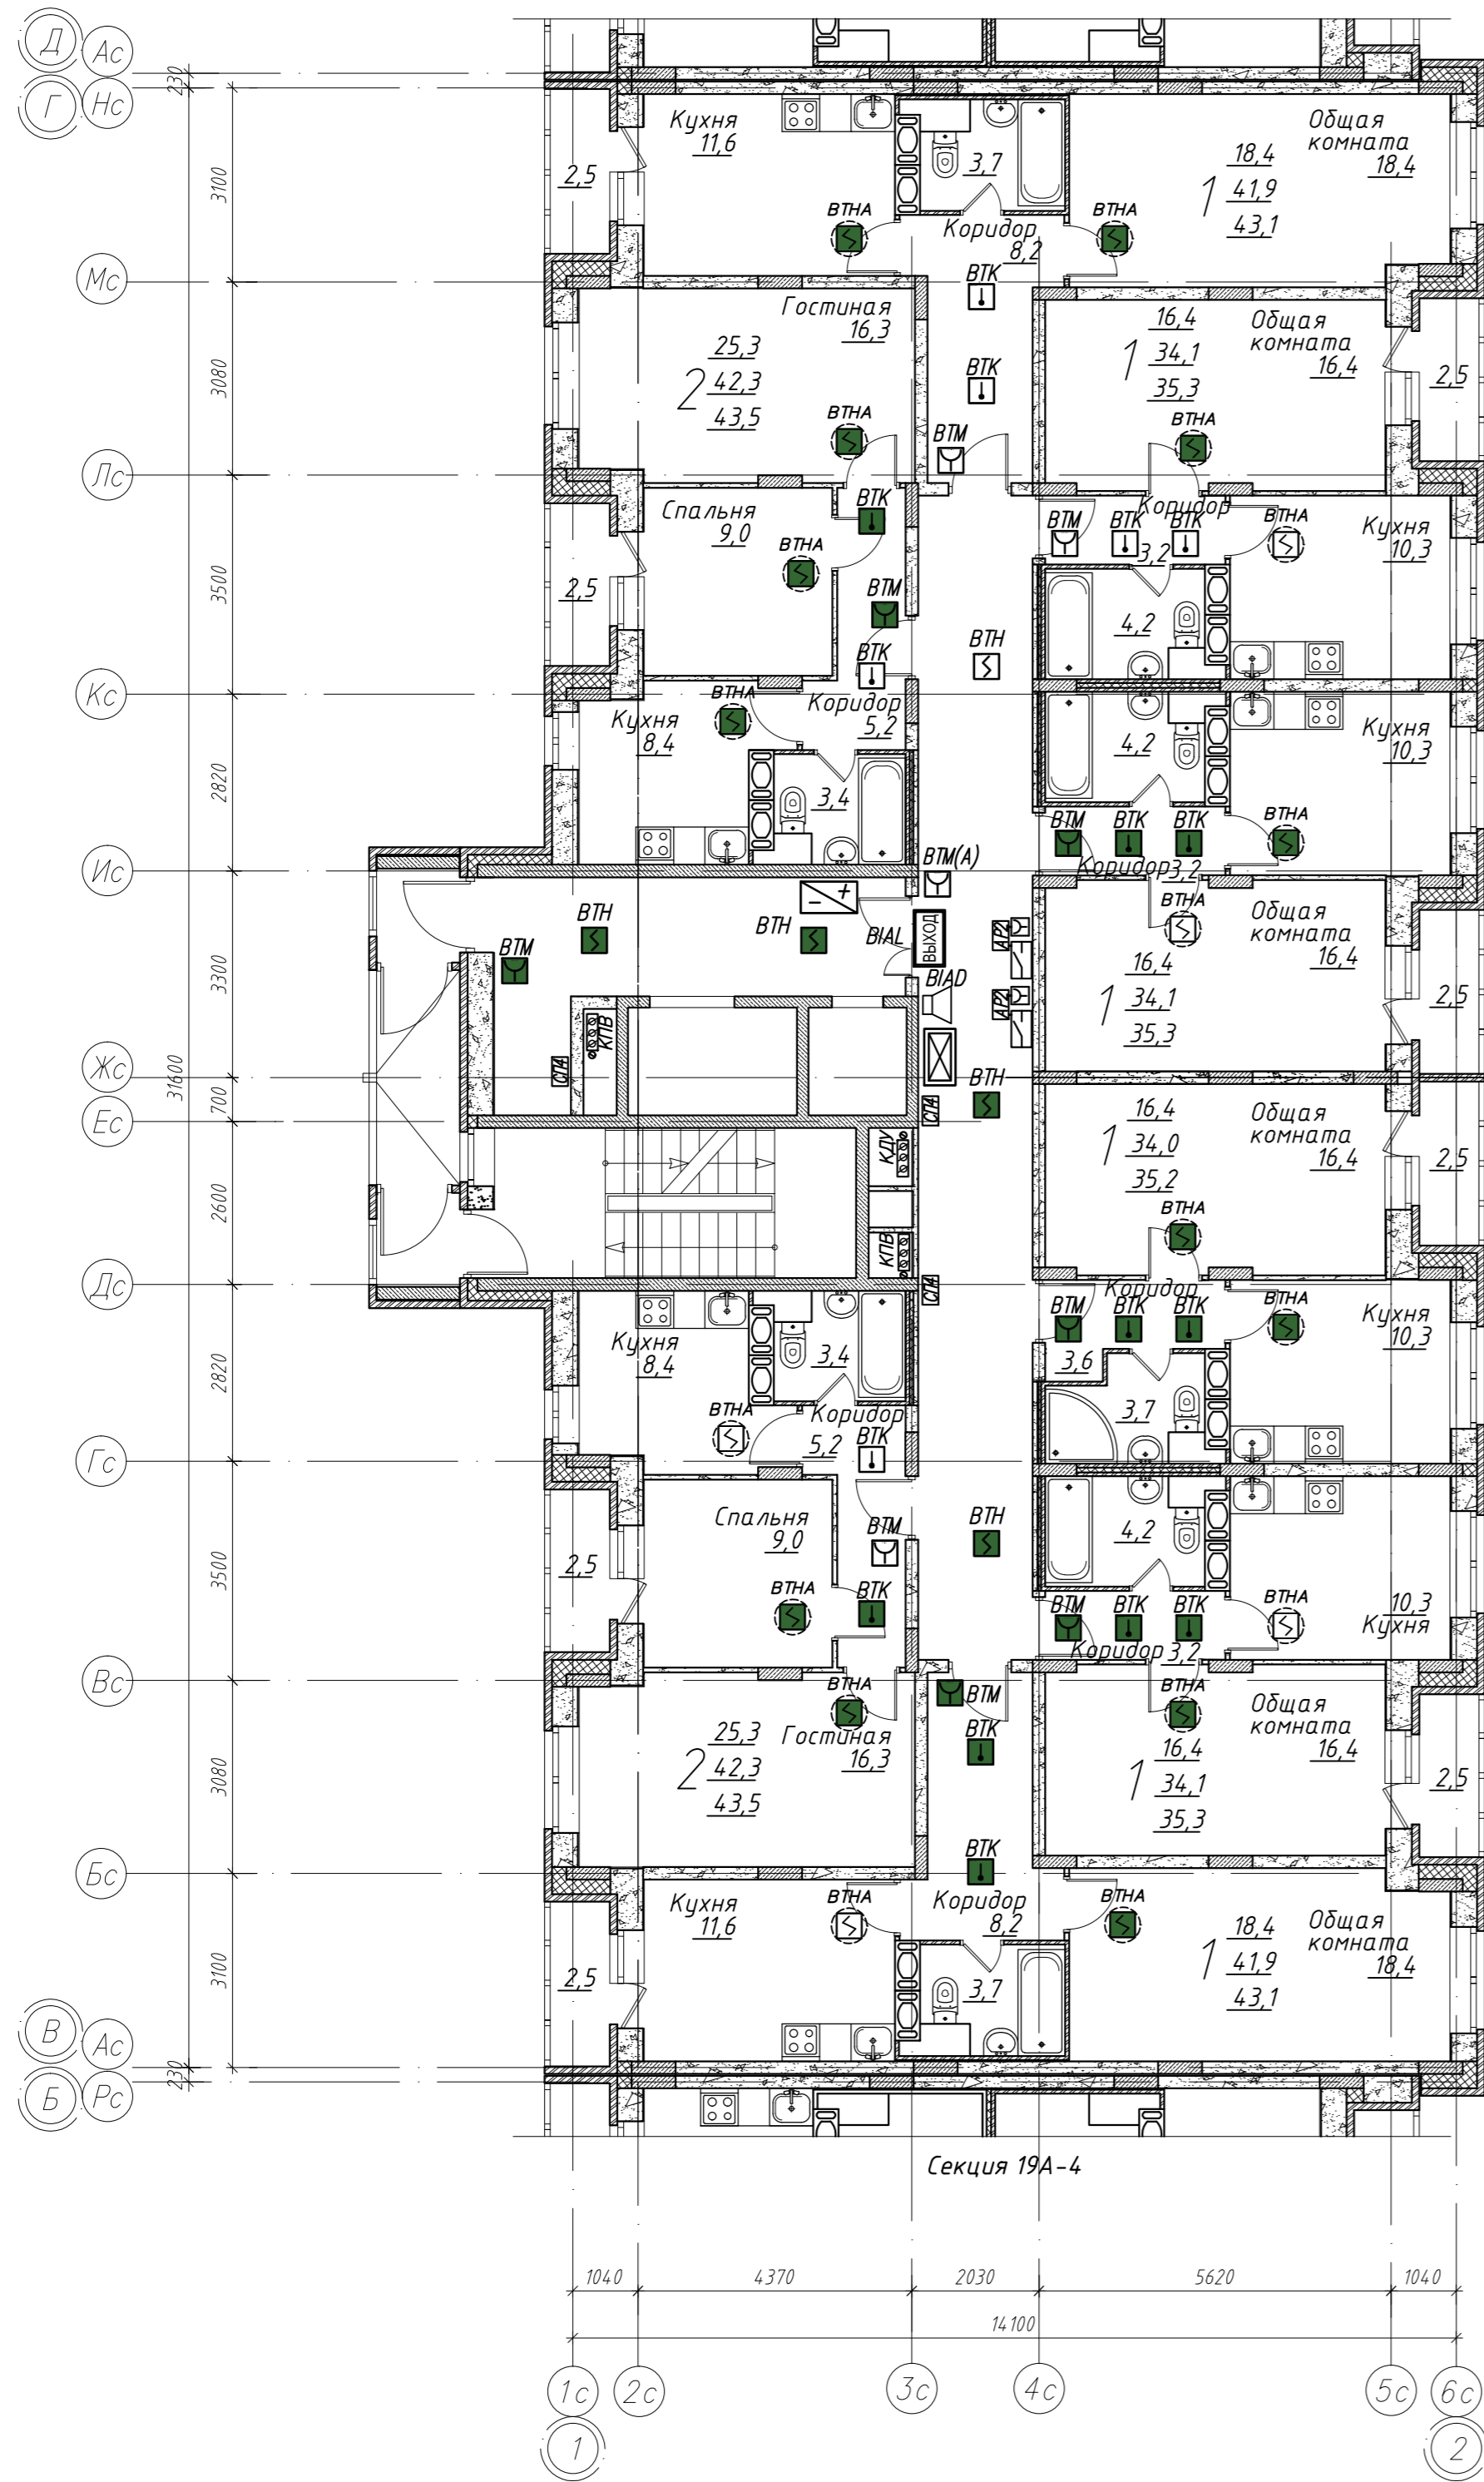 Д
Ас
Г
Нс
230
Кухня
11,6
3,7
Общая
комната
18,4
18,4
1 41,9
43,1
2,5
3100
ВТНА
Коридор
8,2
ВТНА
Мс
ВТК
Гостиная
16,3
16,4
1 34,1
35,3
Общая
комната
16,4
25,3
2 42,3
43,5
3080
ВТК
2,5
ВТНА
ВТМ
ВТНА
Лс
Спальня
9,0
ВТК
ВТМ
ВТК
Коридор
ВТК
3,2
ВТНА
Кухня
10,3
ВТНА
3500
2,5
ВТМ
4,2
ВТН
ВТК
Кс
ВТНА
Кухня
8,4
Коридор
5,2
4,2
Кухня
10,3
2820
3,4
ВТМ
ВТК
ВТК
ВТНА
Ис
ВТМ(А)
Коридор
3,2
ВТН
ВТН
BIAL
ВЫХОД
АР2
ВТНА
Общая
комната
16,4
ВТМ
16,4
1 34,1
35,3
3300
BIAD
АР2
2,5
КПВ
СП4
Жс
31600
700
ВТН
Ес
СП4
16,4
1 34,0
35,2
Общая
комната
16,4
КДУ
2,5
2600
КПВ
ВТНА
Дс
СП4
Коридор
Кухня
8,4
3,4
ВТМ
ВТК
ВТК
ВТНА
Кухня
10,3
2820
3,6
ВТНА
Коридор
5,2
3,7
ВТК
Гс
Спальня
9,0
ВТМ
ВТН
4,2
3500
2,5
ВТНА
ВТК
ВТМ
ВТК
ВТК
ВТНА
10,3
Кухня
Коридор
3,2
Вс
ВТНА
ВТМ
ВТНА
Общая
комната
16,4
25,3
2 42,3
43,5
Гостиная
16,3
ВТК
16,4
1 34,1
35,3
3080
2,5
Бс
ВТК
Кухня
11,6
ВТНА
Коридор
8,2
ВТНА
18,4
1 41,9
43,1
Общая
комната
18,4
3100
2,5
3,7
В
Ас
230
Б
Рс
Секция 19А-4
1040
4370
2030
5620
1040
14100
1с
2с
3с
4с
5с
6с
1
2